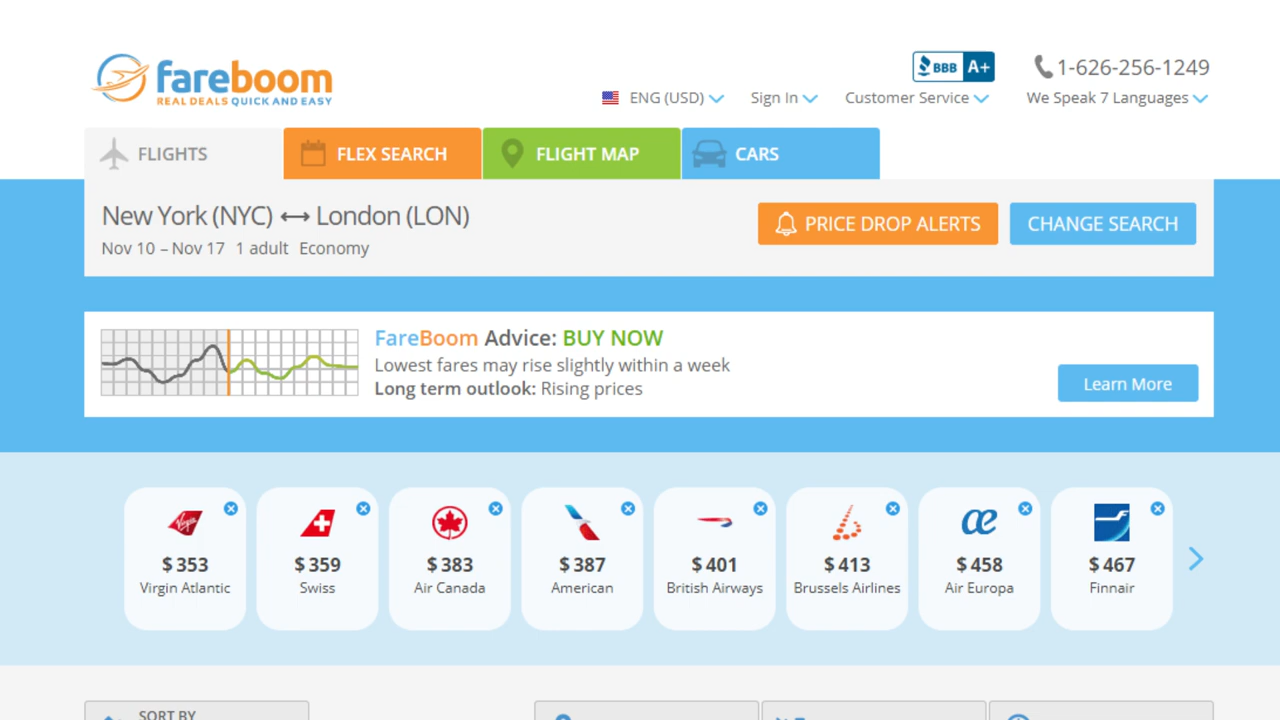 fareboom
REAL DEALS QUICK AND EASY
BBB A+
1-626-256-1249
ENG (USD) Sign In Customer Service We Speak 7 Languages
FLIGHTS FLEX SEARCH FLIGHT MAP CARS
New York (NYC) ⟷ London (LON)
Nov 10 – Nov 17 1 adult Economy
PRICE DROP ALERTS CHANGE SEARCH
FareBoom Advice: BUY NOW
Lowest fares may rise slightly within a week
Long term outlook: Rising prices
Learn More
Virgin
$353 $359 $383 $387 $401 $413 $458 $467
Virgin Atlantic Swiss Air Canada American British Airways Brussels Airlines Air Europa Finnair
SORT BY